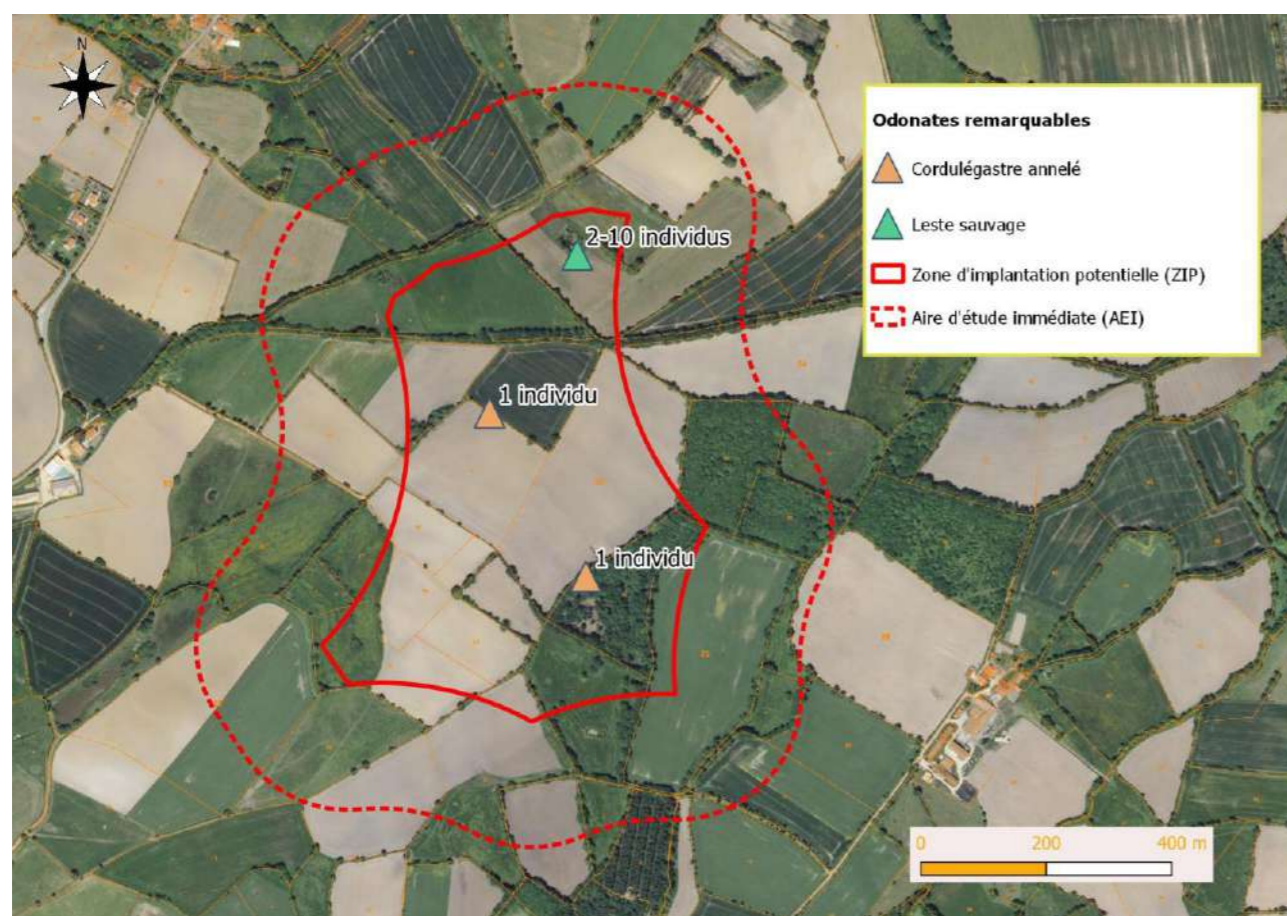 N
Odonates remarquables
Cordulégastre annelé
Leste sauvage
Zone d'implantation potentielle (ZIP)
Aire d'étude immédiate (AEI)
2-10 individus
1 individu
1 individu
0 200 400 m